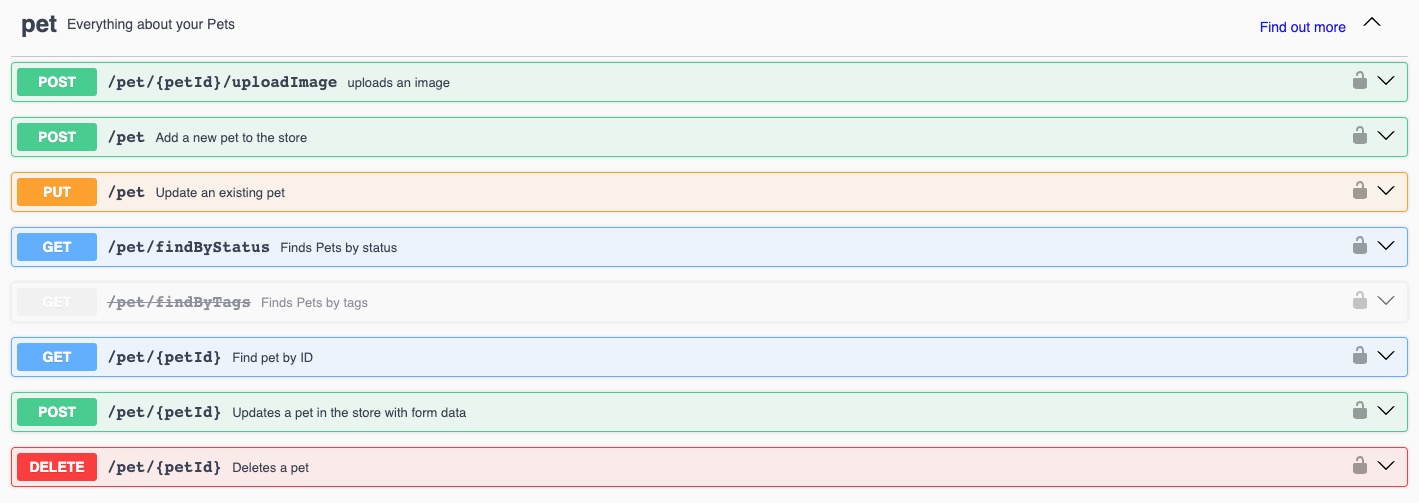 pet Everything about your Pets Find out more
POST /pet/{petId}/uploadImage uploads an image
POST /pet Add a new pet to the store
PUT /pet Update an existing pet
GET /pet/findByStatus Finds Pets by status
GET /pet/findByTags Finds Pets by tags
GET /pet/{petId} Find pet by ID
POST /pet/{petId} Updates a pet in the store with form data
DELETE /pet/{petId} Deletes a pet